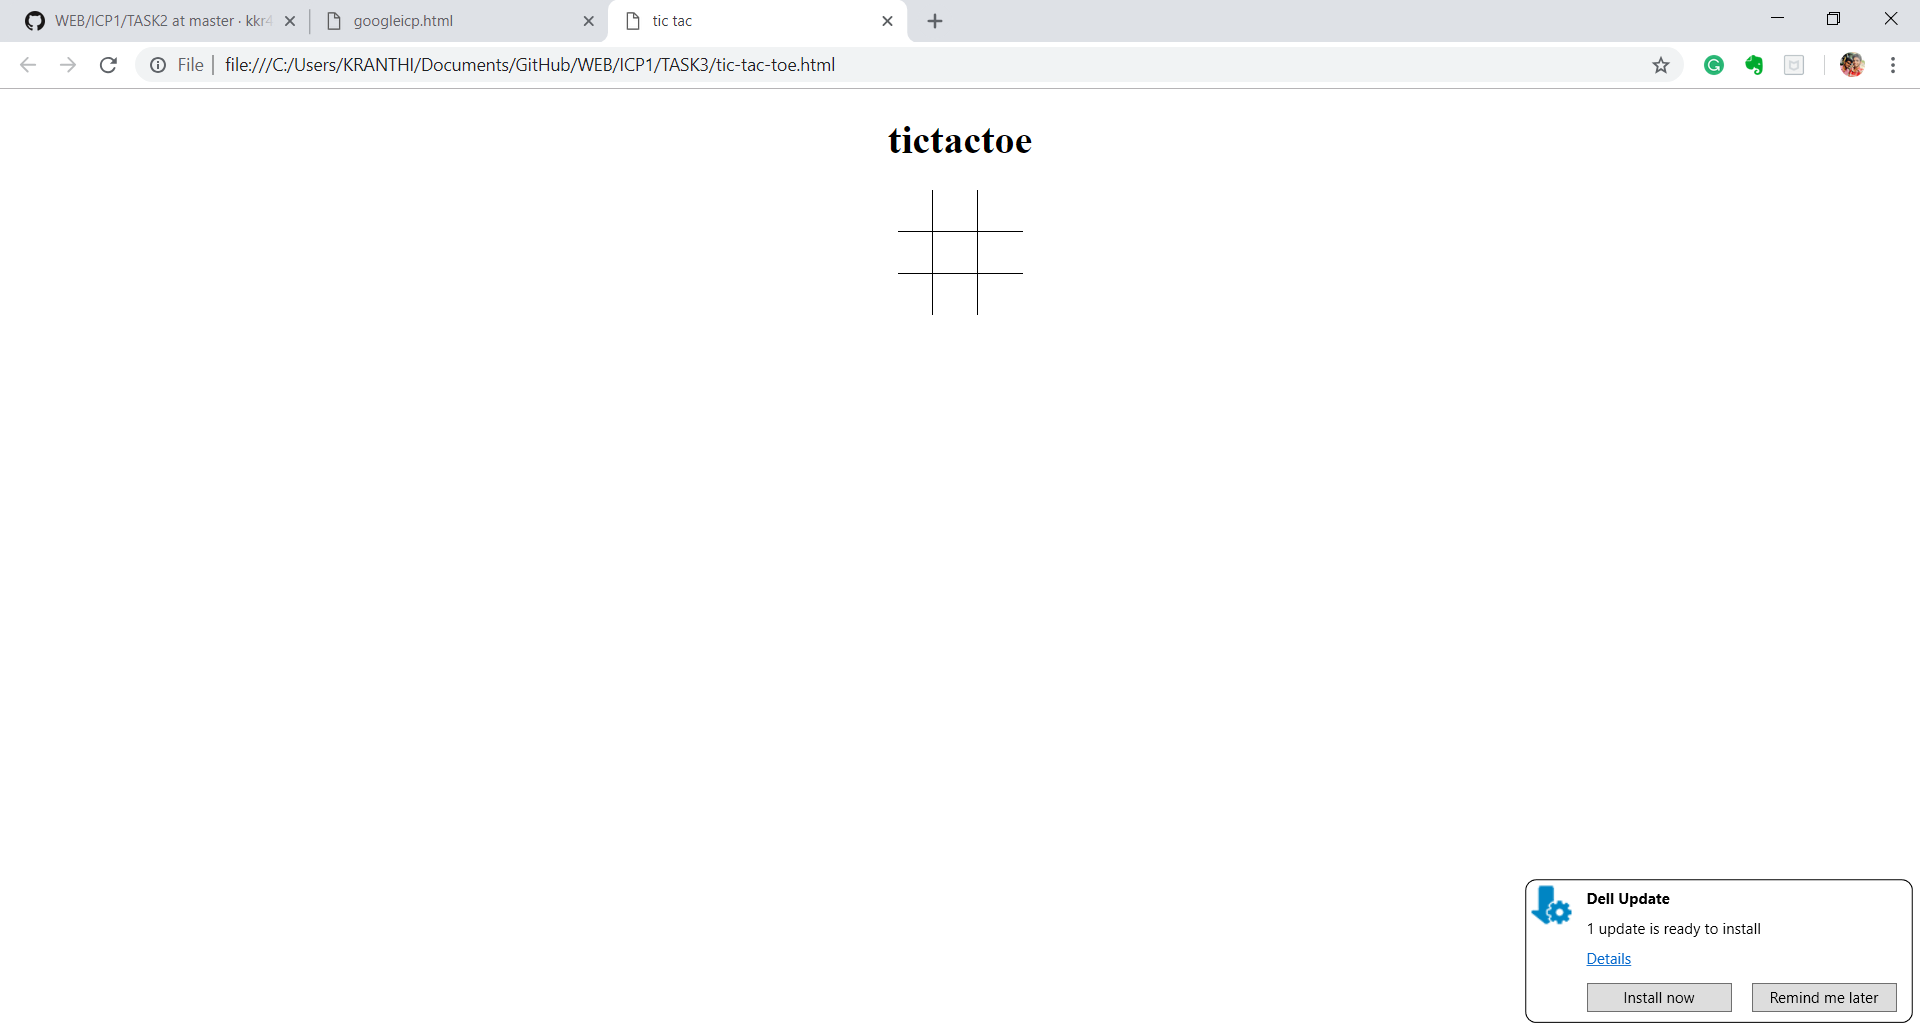 WEB/ICP1/TASK2 at master · kkr4
googleicp.html
tic tac
File
file:///C:/Users/KRANTHI/Documents/GitHub/WEB/ICP1/TASK3/tic-tac-toe.html
tictactoe
Dell Update
1 update is ready to install
Details
Install now
Remind me later